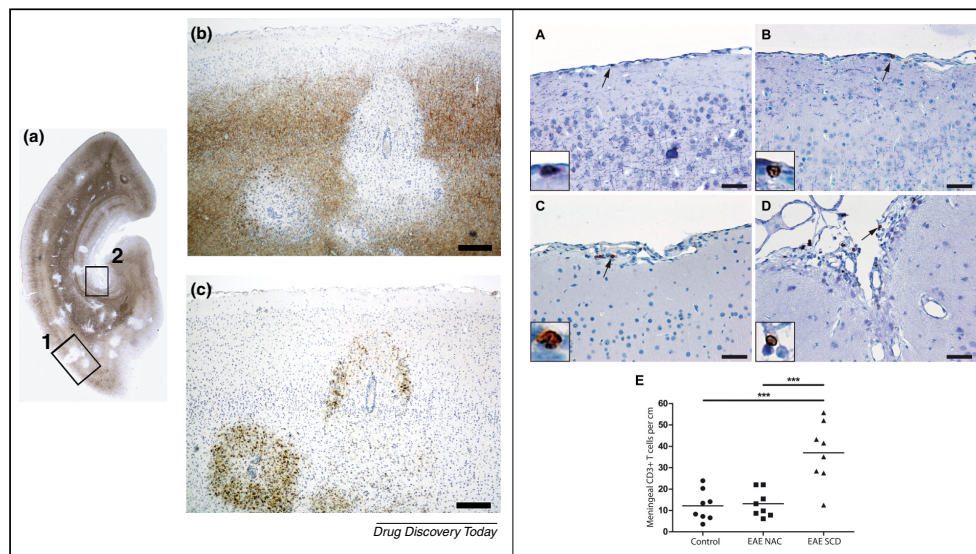 (a)
1
2
(b)
(c)
Drug Discovery Today
A
B
C
D
E
Meningeal CD3+ T cells per cm
60
50
40
30
20
10
0
***
***
Control
EAE NAC
EAE SCD